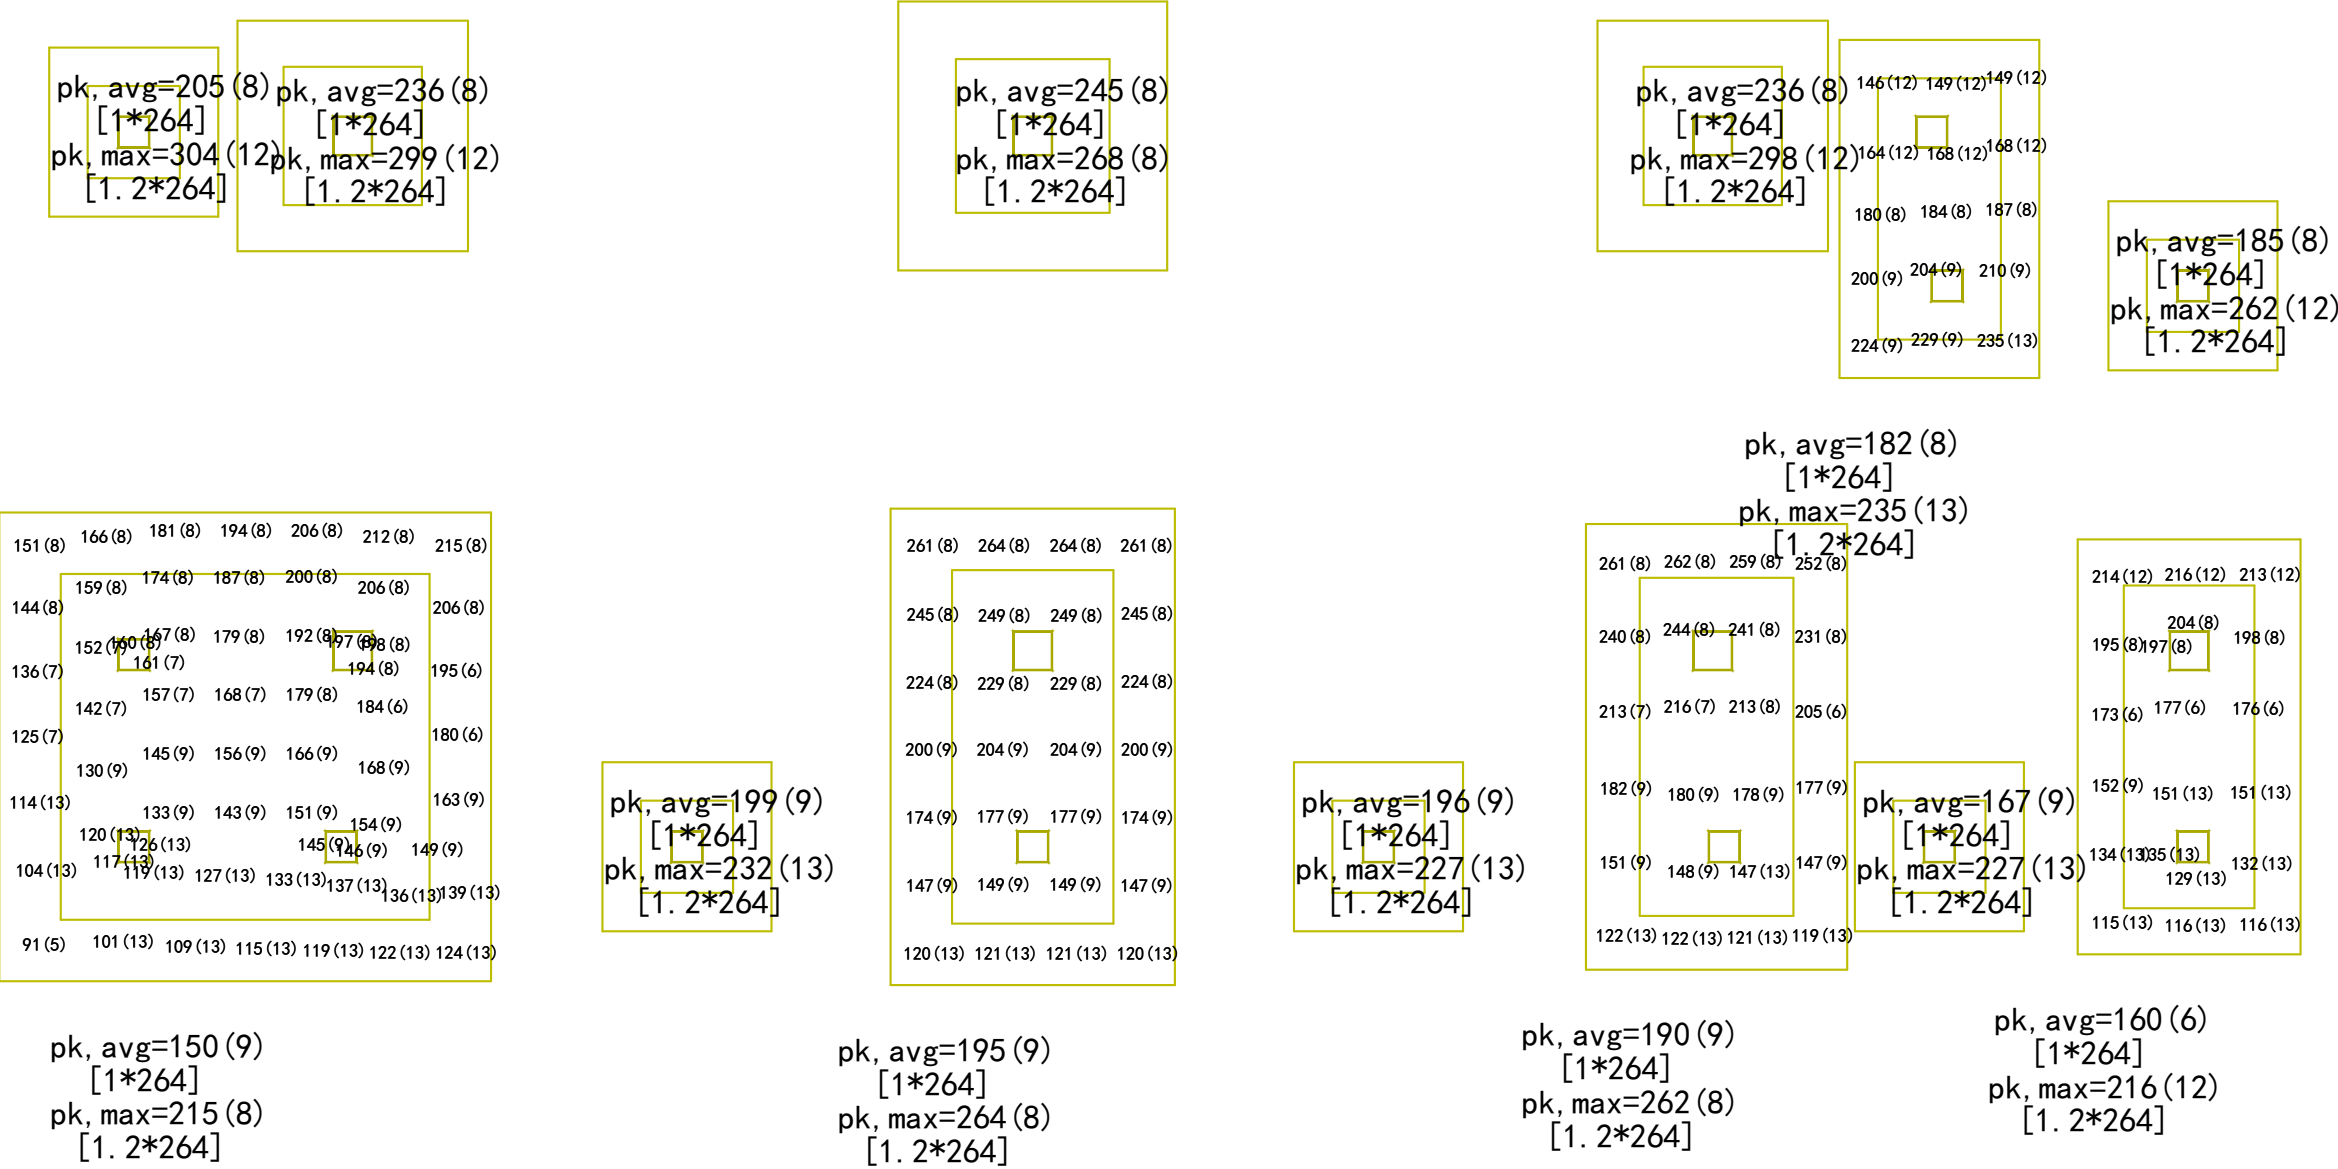 pk,avg=205(8)
[1*264]
pk,max=304(12)
[1.2*264]
pk,avg=236(8)
[1*264]
pk,max=299(12)
[1.2*264]
pk,avg=245(8)
[1*264]
pk,max=268(8)
[1.2*264]
pk,avg=236(8)
[1*264]
pk,max=298(12)
[1.2*264]
146(12) 149(12) 149(12)
164(12) 168(12) 168(12)
180(8) 184(8) 187(8)
200(9) 204(9) 210(9)
224(9) 229(9) 235(13)
pk,avg=185(8)
[1*264]
pk,max=262(12)
[1.2*264]
pk,avg=182(8)
[1*264]
pk,max=235(13)
[1.2*264]
151(8) 166(8) 181(8) 194(8) 206(8) 212(8) 215(8)
144(8) 159(8) 174(8) 187(8) 200(8) 206(8) 206(8)
152(7) 160(8) 167(8) 179(8) 192(8) 197(8) 198(8)
136(7) 161(7) 194(8) 195(6)
142(7) 157(7) 168(7) 179(8) 184(6)
125(7) 180(6)
130(9) 145(9) 156(9) 166(9) 168(9)
114(13) 133(9) 143(9) 151(9) 154(9) 163(9)
120(13) 126(13) 145(9) 146(9) 149(9)
104(13) 117(13) 119(13) 127(13) 133(13) 137(13) 136(13) 139(13)
91(5) 101(13) 109(13) 115(13) 119(13) 122(13) 124(13)
pk,avg=150(9)
[1*264]
pk,max=215(8)
[1.2*264]
pk,avg=199(9)
[1*264]
pk,max=232(13)
[1.2*264]
261(8) 264(8) 264(8) 261(8)
245(8) 249(8) 249(8) 245(8)
224(8) 229(8) 229(8) 224(8)
200(9) 204(9) 204(9) 200(9)
174(9) 177(9) 177(9) 174(9)
147(9) 149(9) 149(9) 147(9)
120(13) 121(13) 121(13) 120(13)
pk,avg=195(9)
[1*264]
pk,max=264(8)
[1.2*264]
pk,avg=196(9)
[1*264]
pk,max=227(13)
[1.2*264]
261(8) 262(8) 259(8) 252(8)
240(8) 244(8) 241(8) 231(8)
213(7) 216(7) 213(8) 205(6)
182(9) 180(9) 178(9) 177(9)
151(9) 148(9) 147(13) 147(9)
122(13) 122(13) 121(13) 119(13)
pk,avg=190(9)
[1*264]
pk,max=262(8)
[1.2*264]
pk,avg=167(9)
[1*264]
pk,max=227(13)
[1.2*264]
214(12) 216(12) 213(12)
204(8)
195(8) 197(8) 198(8)
173(6) 177(6) 176(6)
152(9) 151(13) 151(13)
134(13) 135(13) 132(13)
129(13)
115(13) 116(13) 116(13)
pk,avg=160(6)
[1*264]
pk,max=216(12)
[1.2*264]